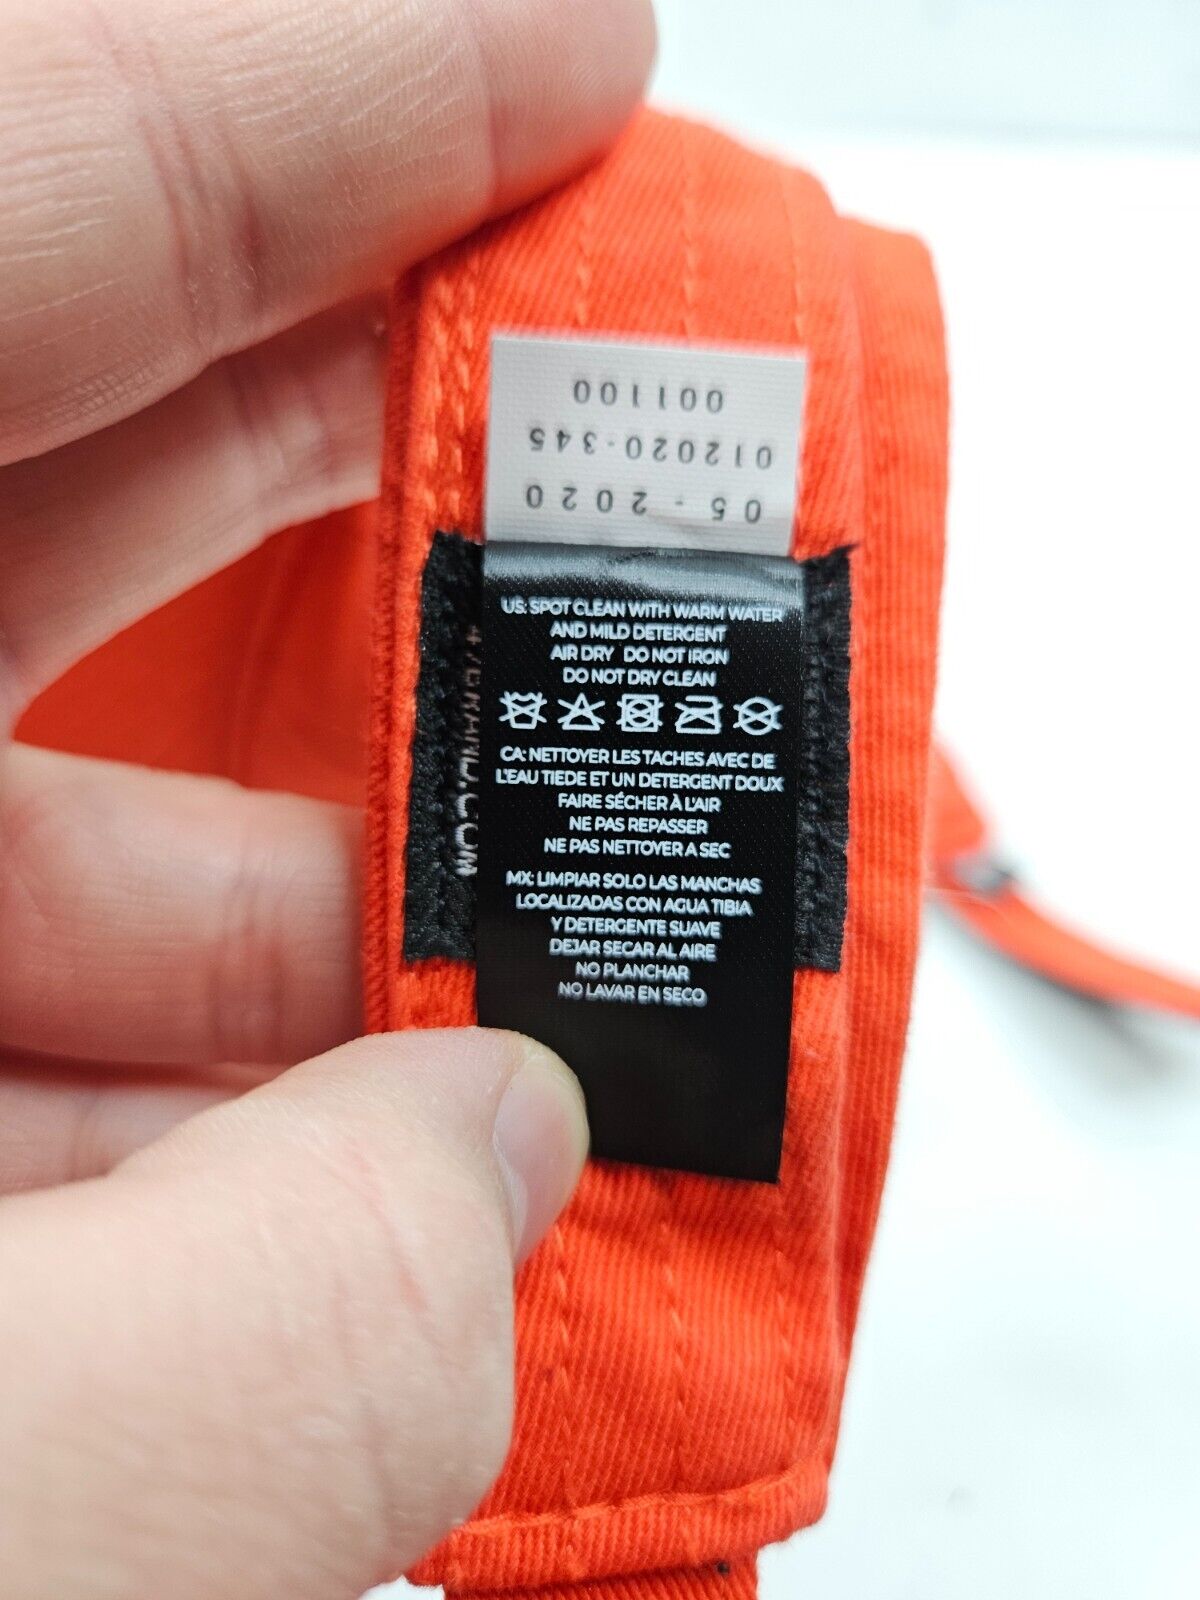 001100
012020-345
05-2020
US: SPOT CLEAN WITH WARM WATER
AND MILD DETERGENT
AIR DRY DO NOT IRON
DO NOT DRY CLEAN
CA: NETTOYER LES TACHES AVEC DE
L'EAU TIEDE ET UN DETERGENT DOUX
FAIRE SÉCHER À L'AIR
NE PAS REPASSER
NE PAS NETTOYER A SEC
MX: LIMPIAR SOLO LAS MANCHAS
LOCALIZADAS CON AGUA TIBIA
Y DETERGENTE SUAVE
DEJAR SECAR AL AIRE
NO PLANCHAR
NO LAVAR EN SECO
47BRAND.COM